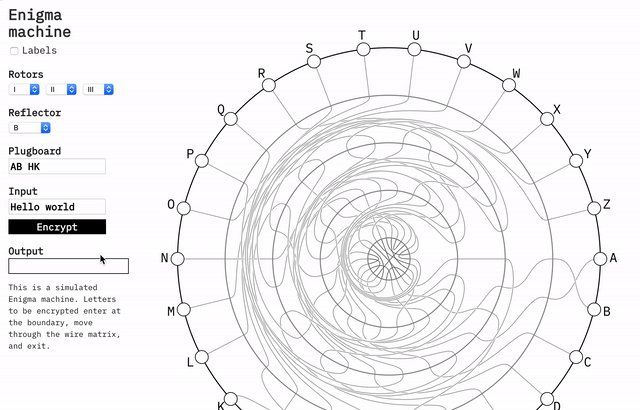 Enigma
machine
Labels
Rotors
I II III
Reflector
B
Plugboard
AB HK
Input
Hello world
Encrypt
Output
This is a simulated
Enigma machine. Letters
to be encrypted enter at
the boundary, move
through the wire matrix,
and exit.
T
U
S
V
R
W
Q
X
P
Y
O
Z
N
A
M
B
L
C
K
D